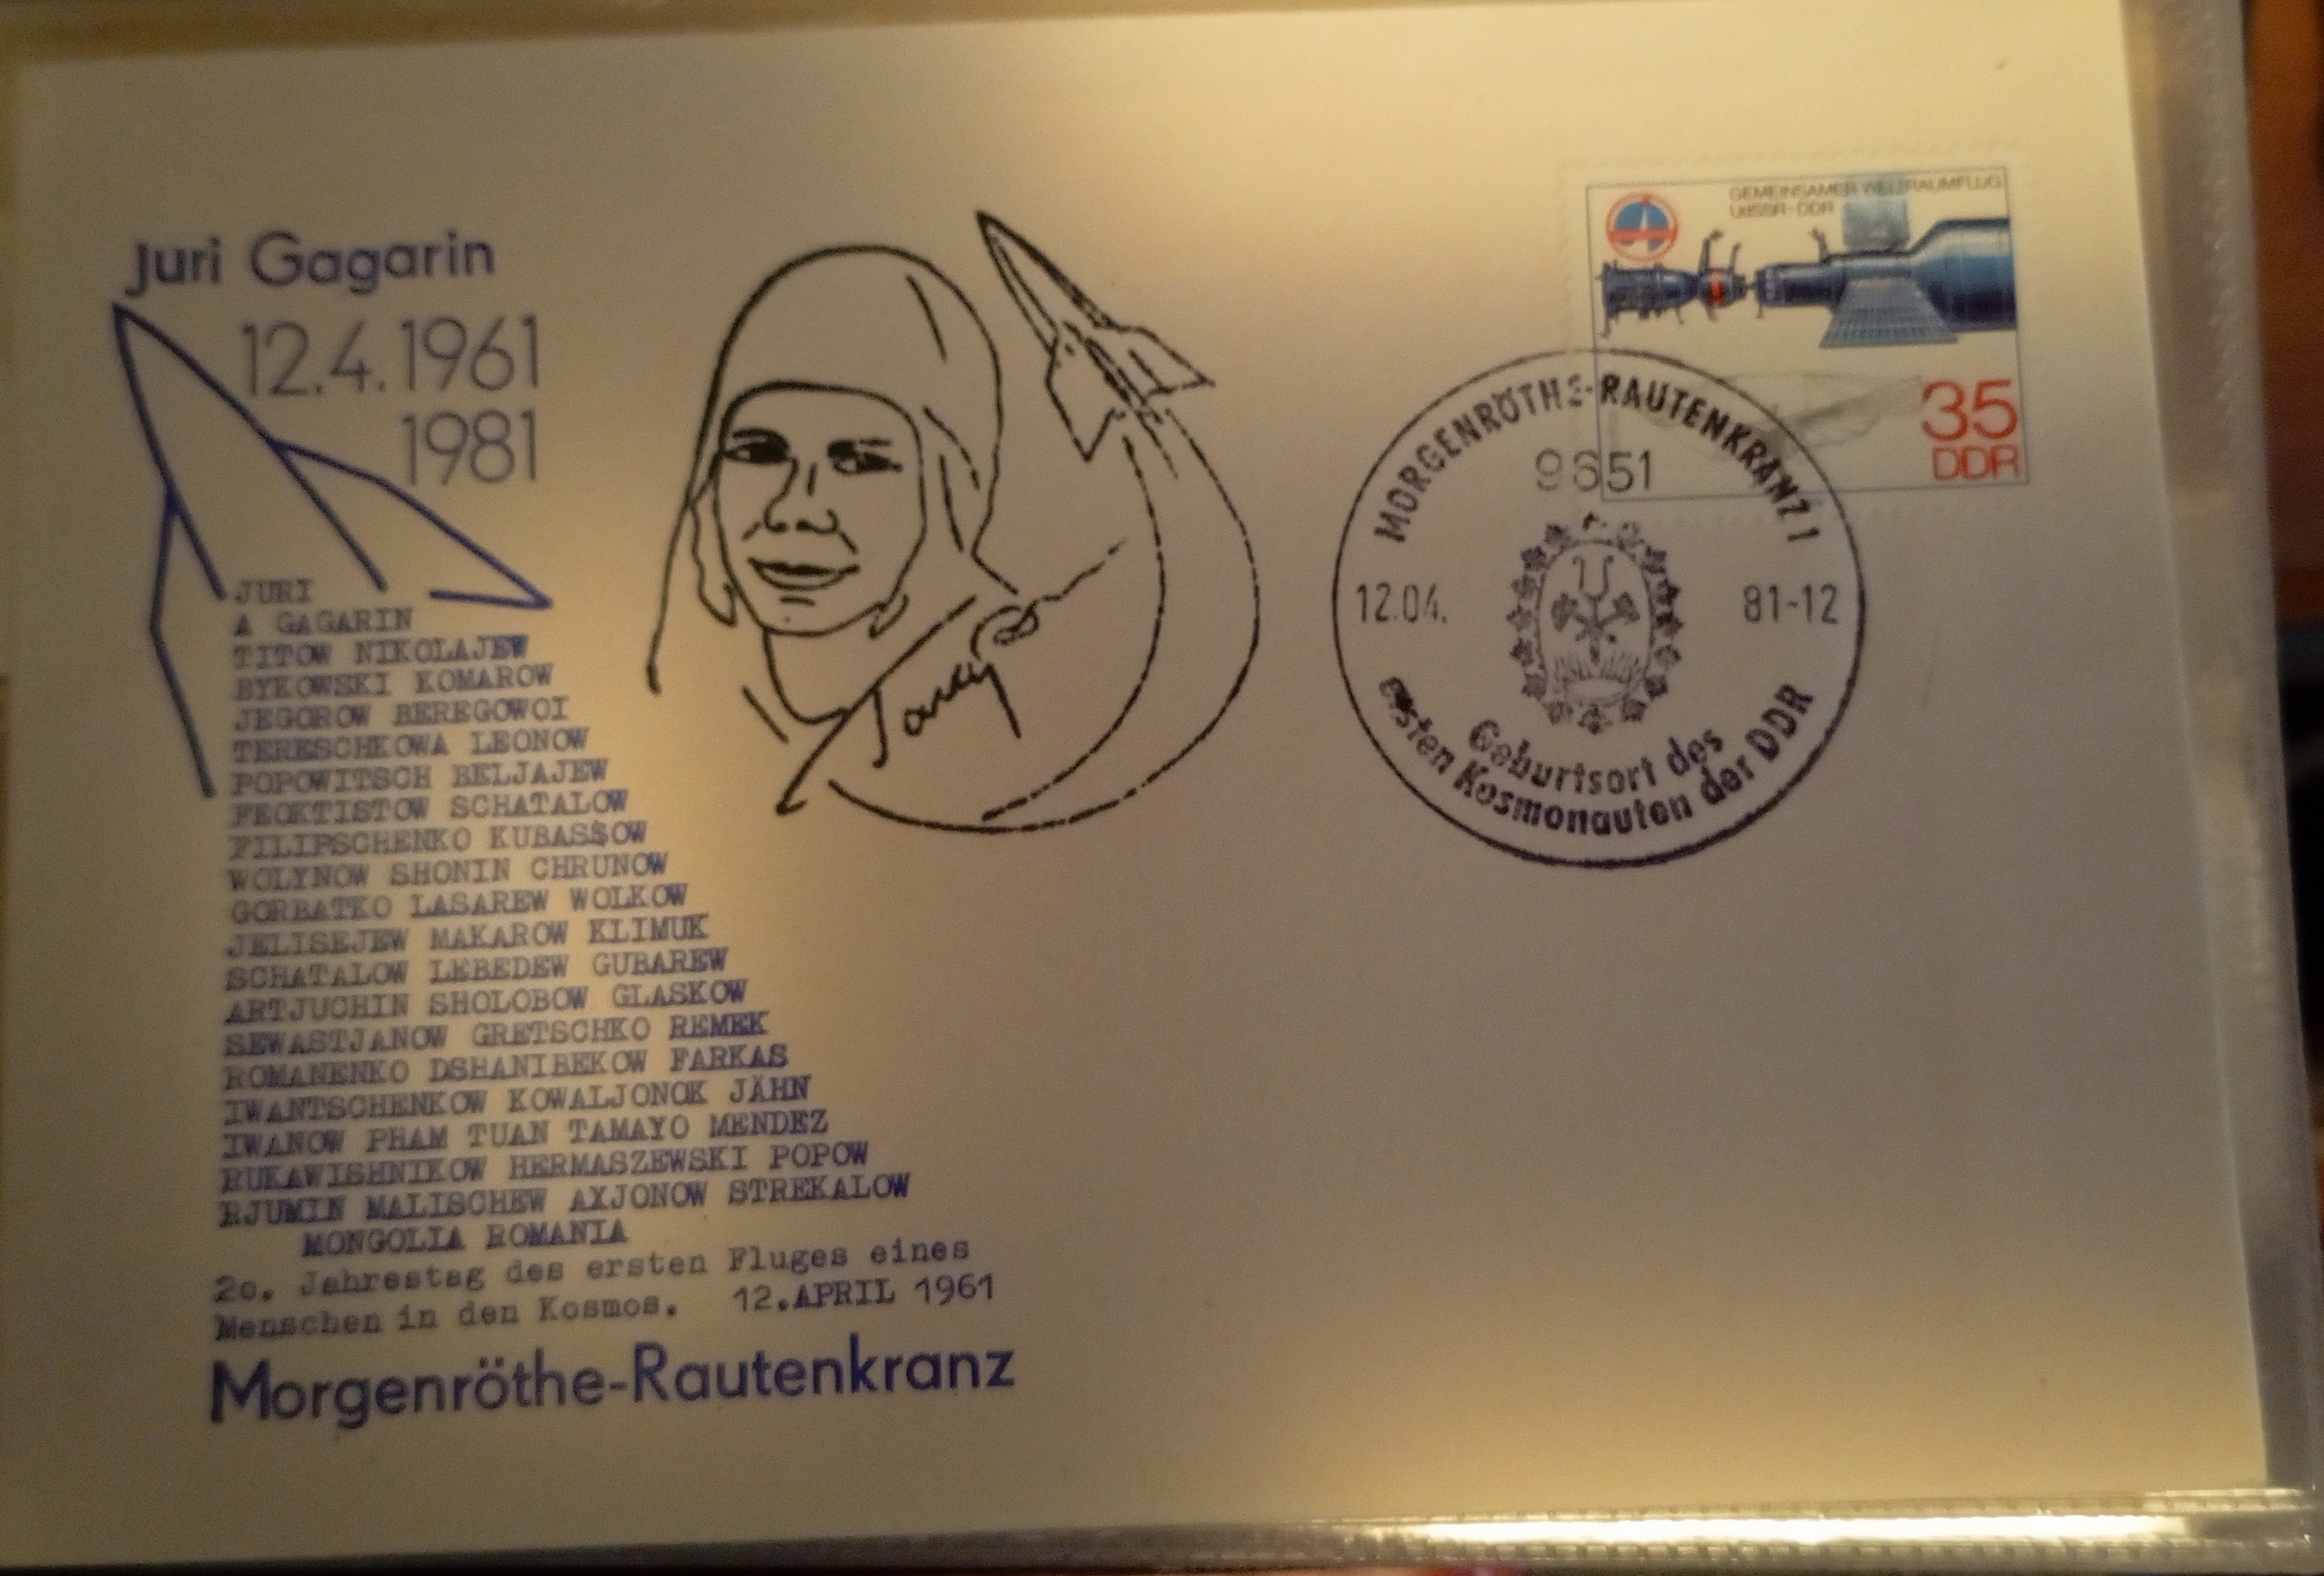 Juri Gagarin
12.4.1961
1981
JURI
A GAGARIN
TITOW NIKOLAJEW
BYKOWSKI KOMAROW
JEGOROW BEREGOWOI
TERESCHKOWA LEONOW
POPOWITSCH BELJAJEW
FEOKTISTOW SCHATALOW
FILIPSCHENKO KUBASSOW
WOLYNOW SHONIN CHRUNOW
GORBATKO LASAREW WOLKOW
JELISEJEW MAKAROW KLIMUK
SCHATALOW LEBEDEW GUBAREW
ARTJUCHIN SHOLOBOW GLASKOW
SEWASTJANOW GRETSCHKO REMEK
ROMANENKO DSHANIBEKOW FARKAS
IWANTSCHENKOW KOWALJONOK JÄHN
IWANOW PHAM TUAN TAMAYO MENDEZ
RUKAWISHNIKOW HERMASZEWSKI POPOW
RJUMIN MALISCHEW AXJONOW STREKALOW
MONGOLIA ROMANIA
2o. Jahrestag des ersten Fluges eines
Menschen in den Kosmos. 12.APRIL 1961
Morgenröthe-Rautenkranz
GEMEINSAMER WELTRAUMFLUG
UdSSR-DDR
35
DDR
MORGENRÖTHE-RAUTENKRANZ 1
9651
12.04. 81-12
Geburtsort des
ersten Kosmonauten der DDR